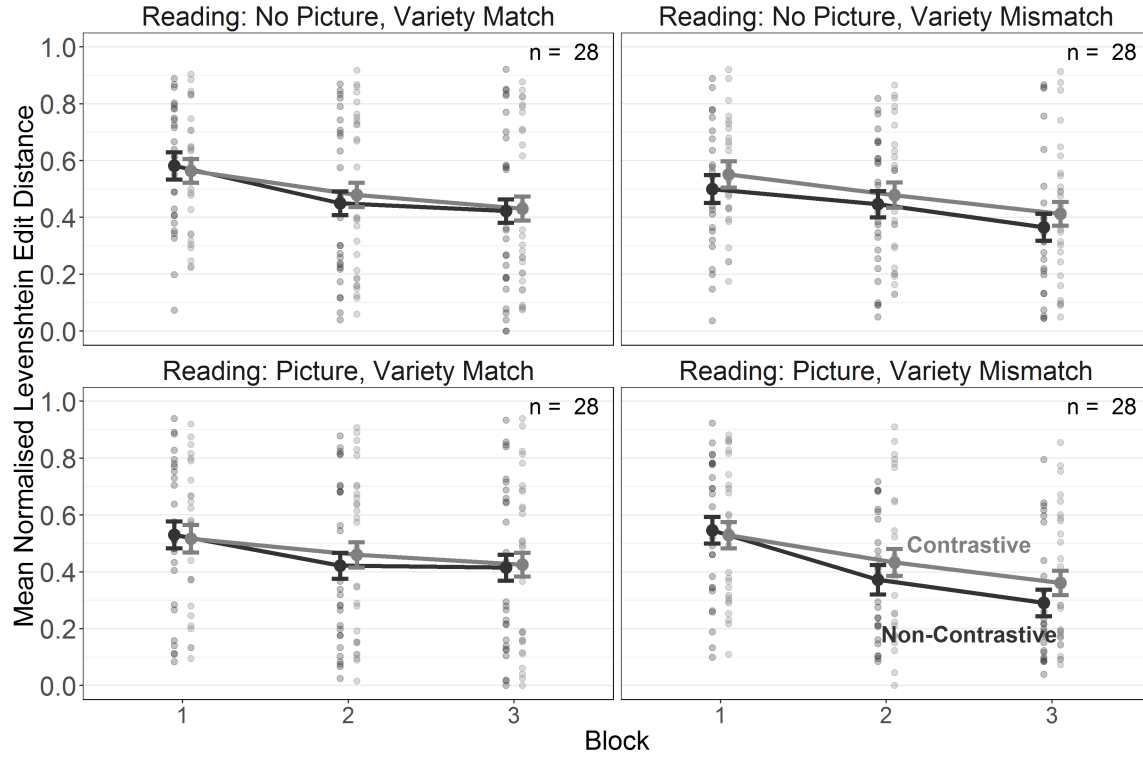 Reading: No Picture, Variety Match
Reading: No Picture, Variety Mismatch
n = 28
n = 28
1.0
0.8
0.6
0.4
0.2
0.0
Mean Normalised Levenshtein Edit Distance
Reading: Picture, Variety Match
Reading: Picture, Variety Mismatch
n = 28
n = 28
1.0
0.8
0.6
0.4
0.2
0.0
Contrastive
Non-Contrastive
1 2 3
1 2 3
Block